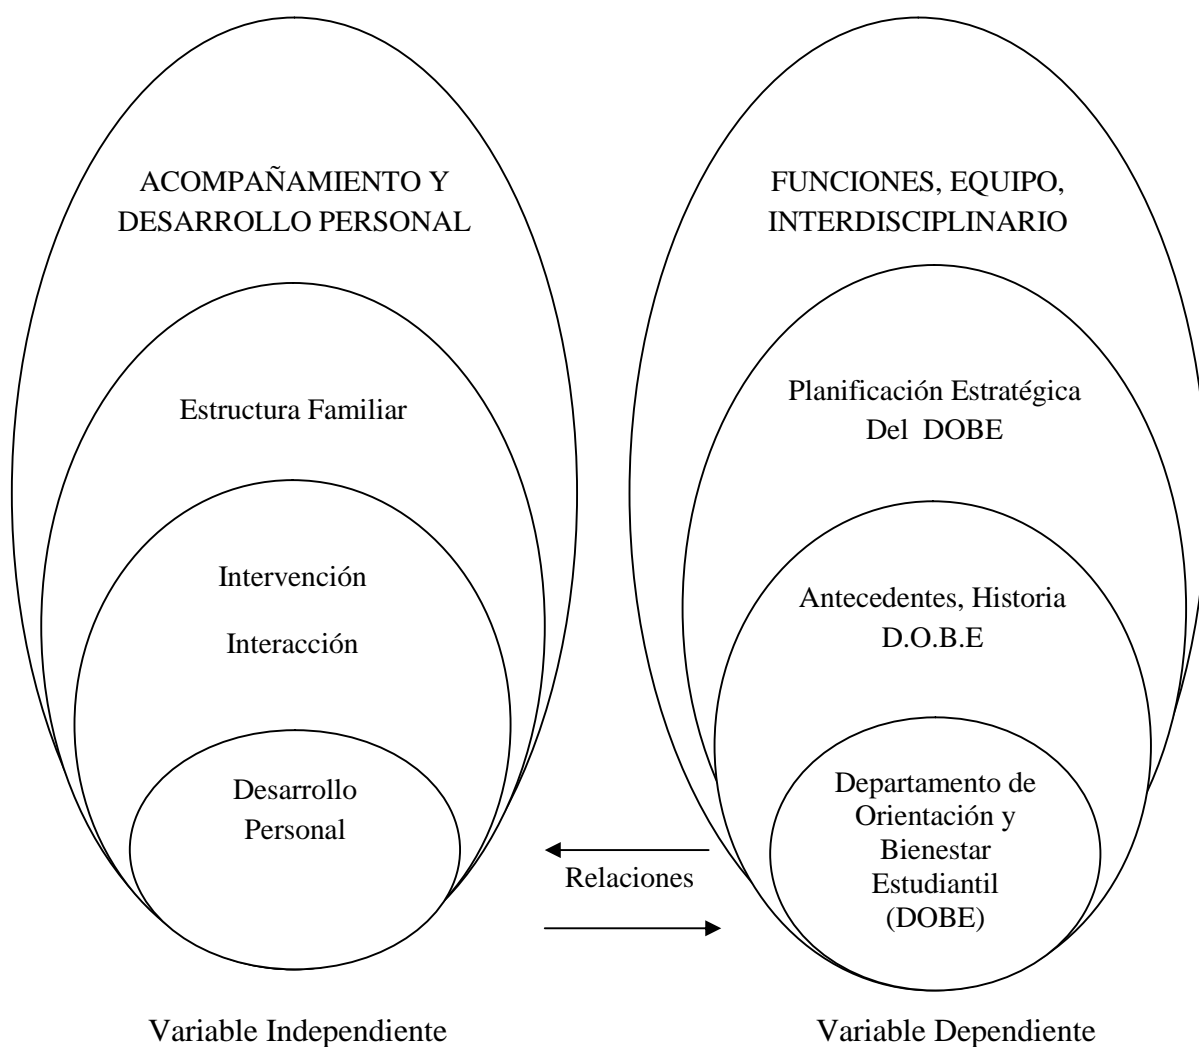 ACOMPAÑAMIENTO Y
DESARROLLO PERSONAL
Estructura Familiar
Intervención
Interacción
Desarrollo
Personal
Variable Independiente
Relaciones
FUNCIONES, EQUIPO,
INTERDISCIPLINARIO
Planificación Estratégica
Del DOBE
Antecedentes, Historia
D.O.B.E
Departamento de
Orientación y
Bienestar
Estudiantil
(DOBE)
Variable Dependiente